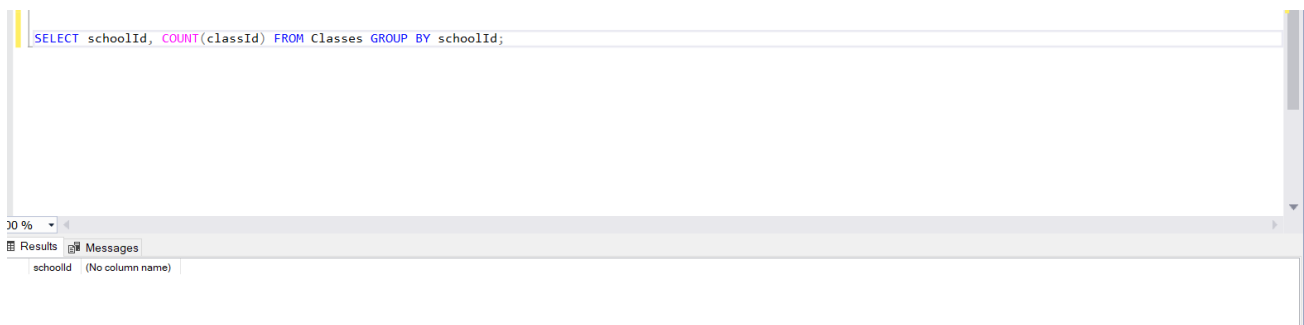 SELECT schoolId, COUNT(classId) FROM Classes GROUP BY schoolId;
00 %
Results Messages
schoolId (No column name)